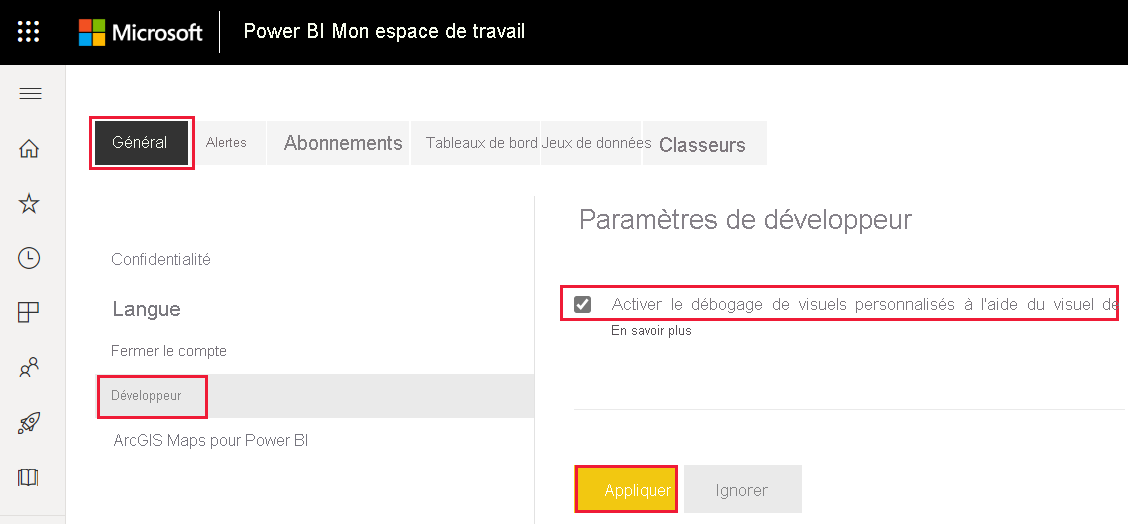 Microsoft Power BI Mon espace de travail
Général Alertes Abonnements Tableaux de bord Jeux de données Classeurs
Confidentialité
Langue
Fermer le compte
Développeur
ArcGIS Maps pour Power BI
Paramètres de développeur
Activer le débogage de visuels personnalisés à l'aide du visuel de
En savoir plus
Appliquer Ignorer